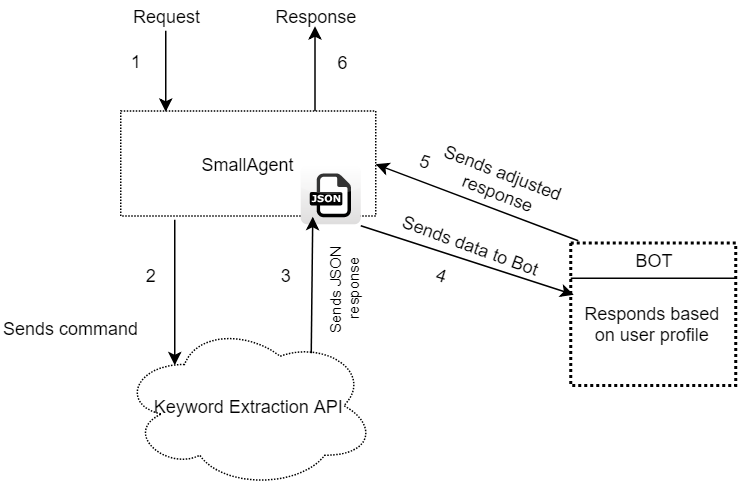 Request
Response
1
6
SmallAgent
JSON
5
Sends adjusted
response
Sends data to Bot
4
2
3
Sends JSON
response
Sends command
BOT
Responds based
on user profile
Keyword Extraction API